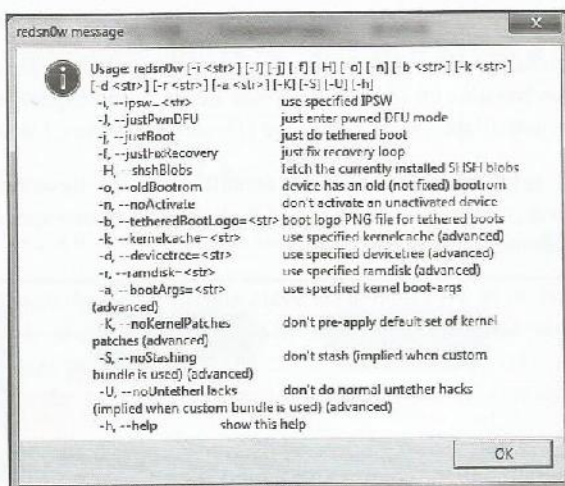 redsn0w message
Usage: redsn0w [-i <str>] [-J] [-j] [-f] [-H] [-o] [-n] [-b <str>] [-k <str>]
[-d <str>] [-r <str>] [-a <str>] [-K] [-S] [-U] [-h]
-i, --ipsw=<str> use specified IPSW
-J, --justPwnDFU just enter pwned DFU mode
-j, --justBoot just do tethered boot
-f, --justFixRecovery just fix recovery loop
-H, --shshBlobs fetch the currently installed SHSH blobs
-o, --oldBootrom device has an old (not fixed) bootrom
-n, --noActivate don't activate an unactivated device
-b, --tetheredBootLogo=<str> boot logo PNG file for tethered boots
-k, --kernelcache=<str> use specified kernelcache (advanced)
-d, --devicetree=<str> use specified devicetree (advanced)
-r, --ramdisk=<str> use specified ramdisk (advanced)
-a, --bootArgs=<str> use specified kernel boot-args
(advanced)
-K, --noKernelPatches don't pre-apply default set of kernel
patches (advanced)
-S, --noStashing don't stash (implied when custom
bundle is used) (advanced)
-U, --noUntetherHacks don't do normal untether hacks
(implied when custom bundle is used) (advanced)
-h, --help show this help
OK